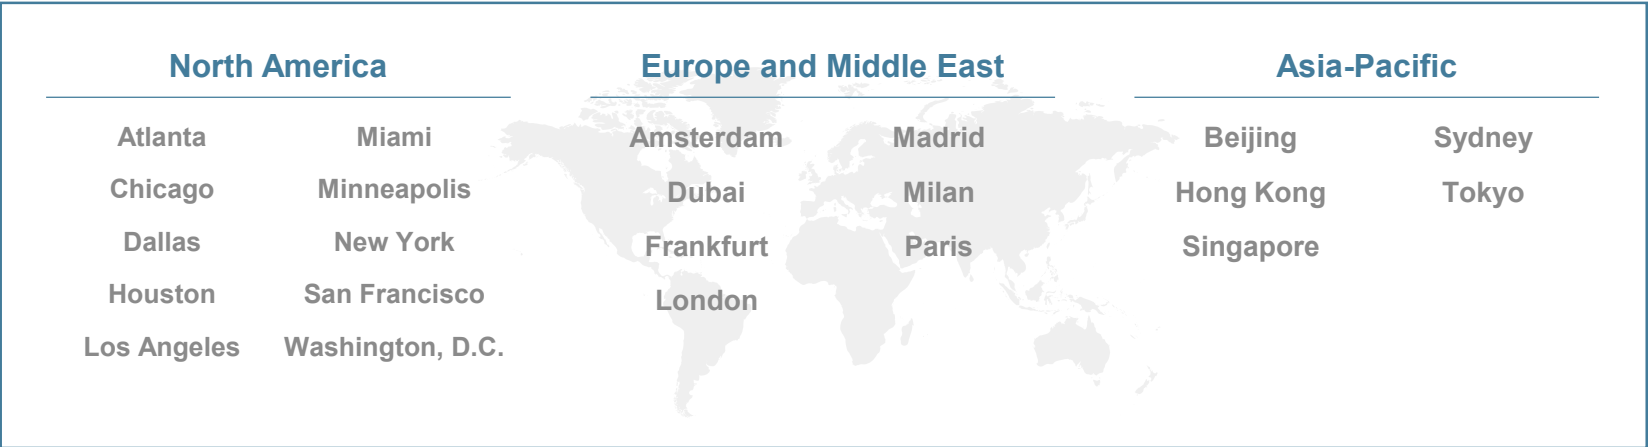 North America
Atlanta Miami
Chicago Minneapolis
Dallas New York
Houston San Francisco
Los Angeles Washington, D.C.
Europe and Middle East
Amsterdam Madrid
Dubai Milan
Frankfurt Paris
London
Asia-Pacific
Beijing Sydney
Hong Kong Tokyo
Singapore